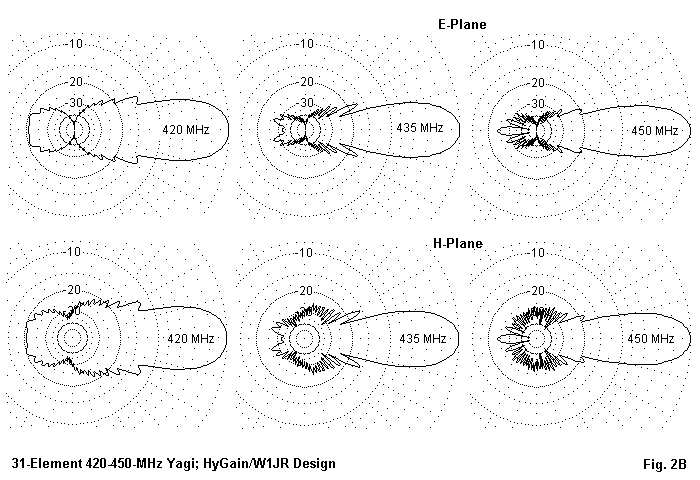 E-Plane
-10 -10 -10
-20 -20 -20
-30 -30 -30
420 MHz 435 MHz 450 MHz
H-Plane
-10 -10 -10
-20 -20 -20
420 MHz 435 MHz 450 MHz
31-Element 420-450-MHz Yagi; HyGain/W1JR Design Fig. 2B